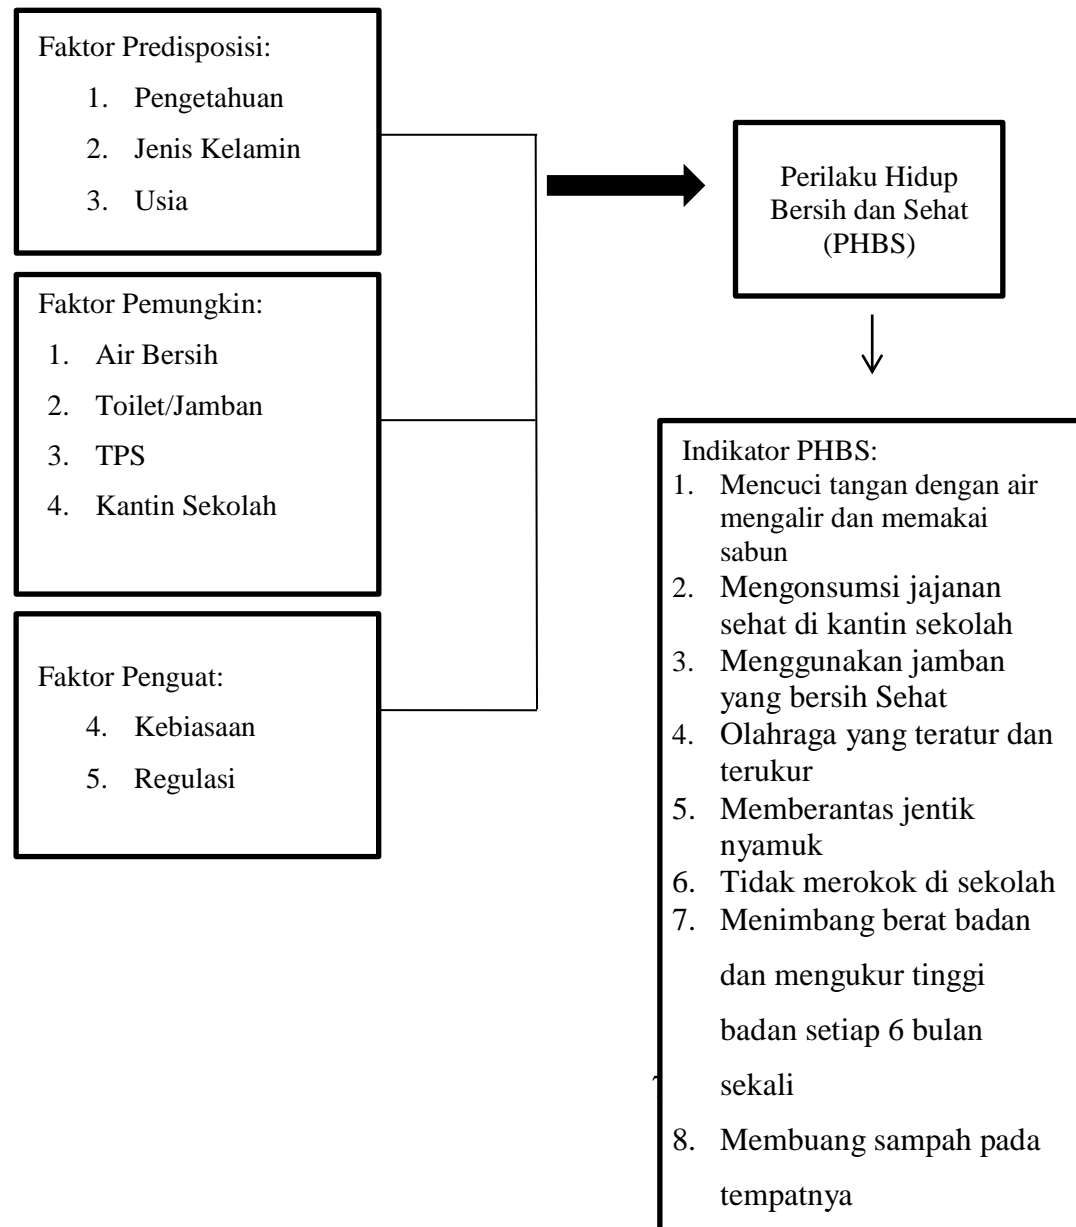 Faktor Predisposisi:
1. Pengetahuan
2. Jenis Kelamin
3. Usia
Faktor Pemungkin:
1. Air Bersih
2. Toilet/Jamban
3. TPS
4. Kantin Sekolah
Faktor Penguat:
4. Kebiasaan
5. Regulasi
Perilaku Hidup
Bersih dan Sehat
(PHBS)
Indikator PHBS:
1. Mencuci tangan dengan air
mengalir dan memakai
sabun
2. Mengonsumsi jajanan
sehat di kantin sekolah
3. Menggunakan jamban
yang bersih Sehat
4. Olahraga yang teratur dan
terukur
5. Memberantas jentik
nyamuk
6. Tidak merokok di sekolah
7. Menimbang berat badan
dan mengukur tinggi
badan setiap 6 bulan
sekali
8. Membuang sampah pada
tempatnya